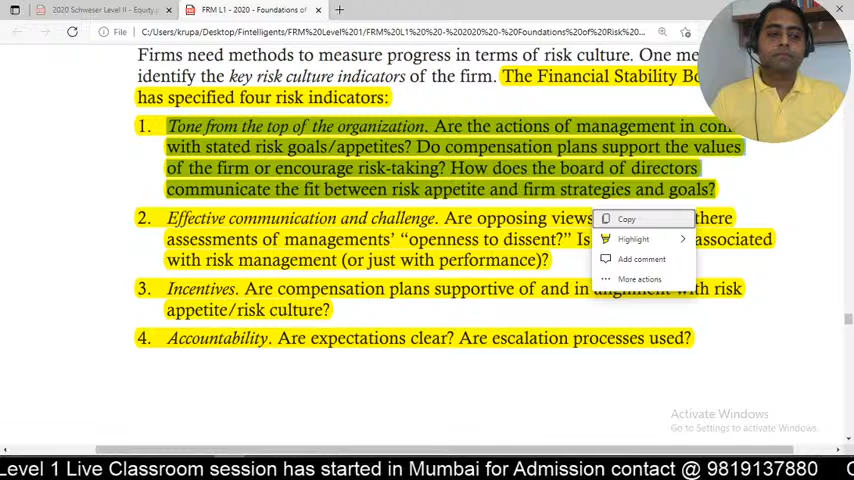 2020 Schweser Level II - Equity.p
FRM L1 - 2020 - Foundations of
File
C:/Users/krupa/Desktop/Fintelligents/FRM%20Level%201/FRM%20L1%20%20-%202020%20-%20Foundations%20of%20Risk%20...
Firms need methods to measure progress in terms of risk culture. One me
identify the key risk culture indicators of the firm. The Financial Stability Bo
has specified four risk indicators:
1. Tone from the top of the organization. Are the actions of management in con
with stated risk goals/appetites? Do compensation plans support the values
of the firm or encourage risk-taking? How does the board of directors
communicate the fit between risk appetite and firm strategies and goals?
2. Effective communication and challenge. Are opposing views there
assessments of managements’ “openness to dissent?” Is associated
with risk management (or just with performance)?
3. Incentives. Are compensation plans supportive of and in alignment with risk
appetite/risk culture?
4. Accountability. Are expectations clear? Are escalation processes used?
Copy
Highlight
Add comment
More actions
Activate Windows
Go to Settings to activate Windows.
Level 1 Live Classroom session has started in Mumbai for Admission contact @ 9819137880